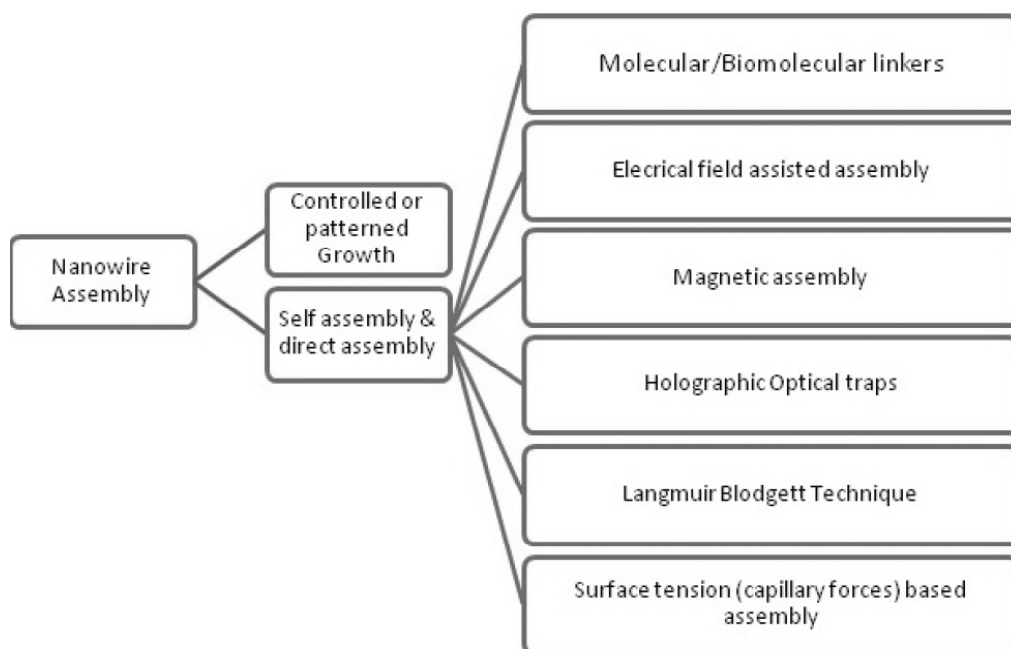 Nanowire
Assembly
Controlled or
patterned
Growth
Self assembly &
direct assembly
Molecular/Biomolecular linkers
Elecrical field assisted assembly
Magnetic assembly
Holographic Optical traps
Langmuir Blodgett Technique
Surface tension (capillary forces) based
assembly